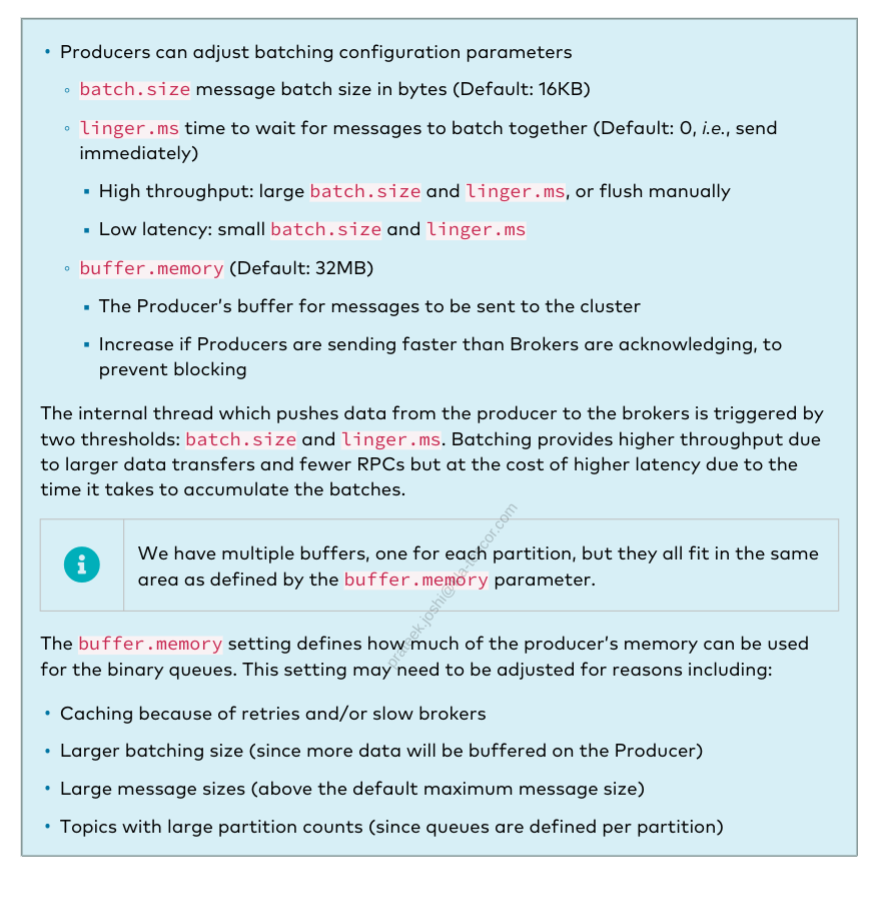 • Producers can adjust batching configuration parameters
◦ batch.size message batch size in bytes (Default: 16KB)
◦ linger.ms time to wait for messages to batch together (Default: 0, i.e., send
immediately)
▪ High throughput: large batch.size and linger.ms, or flush manually
▪ Low latency: small batch.size and linger.ms
◦ buffer.memory (Default: 32MB)
▪ The Producer’s buffer for messages to be sent to the cluster
▪ Increase if Producers are sending faster than Brokers are acknowledging, to
prevent blocking
The internal thread which pushes data from the producer to the brokers is triggered by
two thresholds: batch.size and linger.ms. Batching provides higher throughput due
to larger data transfers and fewer RPCs but at the cost of higher latency due to the
time it takes to accumulate the batches.
We have multiple buffers, one for each partition, but they all fit in the same
area as defined by the buffer.memory parameter.
The buffer.memory setting defines how much of the producer’s memory can be used
for the binary queues. This setting may need to be adjusted for reasons including:
• Caching because of retries and/or slow brokers
• Larger batching size (since more data will be buffered on the Producer)
• Large message sizes (above the default maximum message size)
• Topics with large partition counts (since queues are defined per partition)